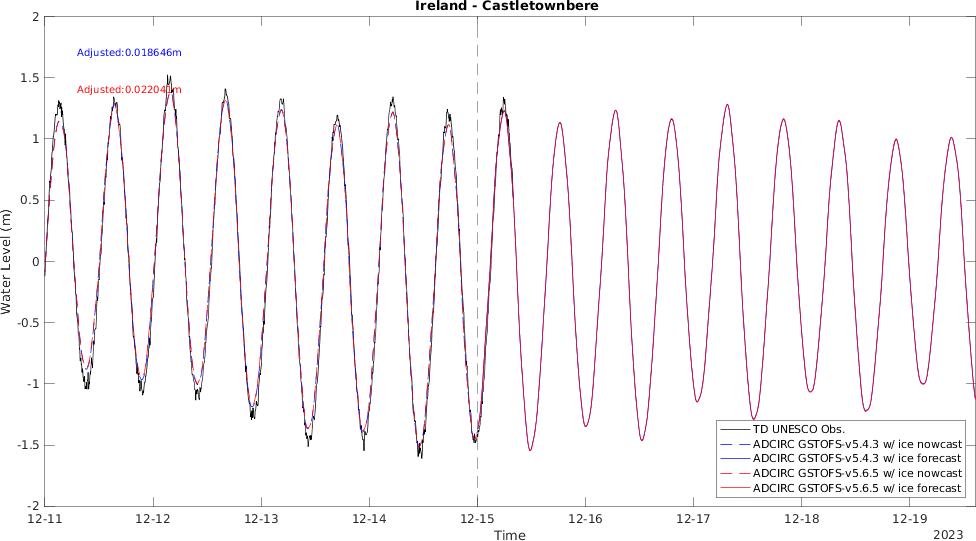 Ireland - Castletownbere
2
1.5
1
0.5
0
-0.5
-1
-1.5
-2
Water Level (m)
Adjusted:0.018646m
TD UNESCO Obs.
ADCIRC GSTOFS-v5.4.3 w/ ice nowcast
ADCIRC GSTOFS-v5.4.3 w/ ice forecast
ADCIRC GSTOFS-v5.6.5 w/ ice nowcast
ADCIRC GSTOFS-v5.6.5 w/ ice forecast
12-11 12-12 12-13 12-14 12-15 12-16 12-17 12-18 12-19
Time
2023